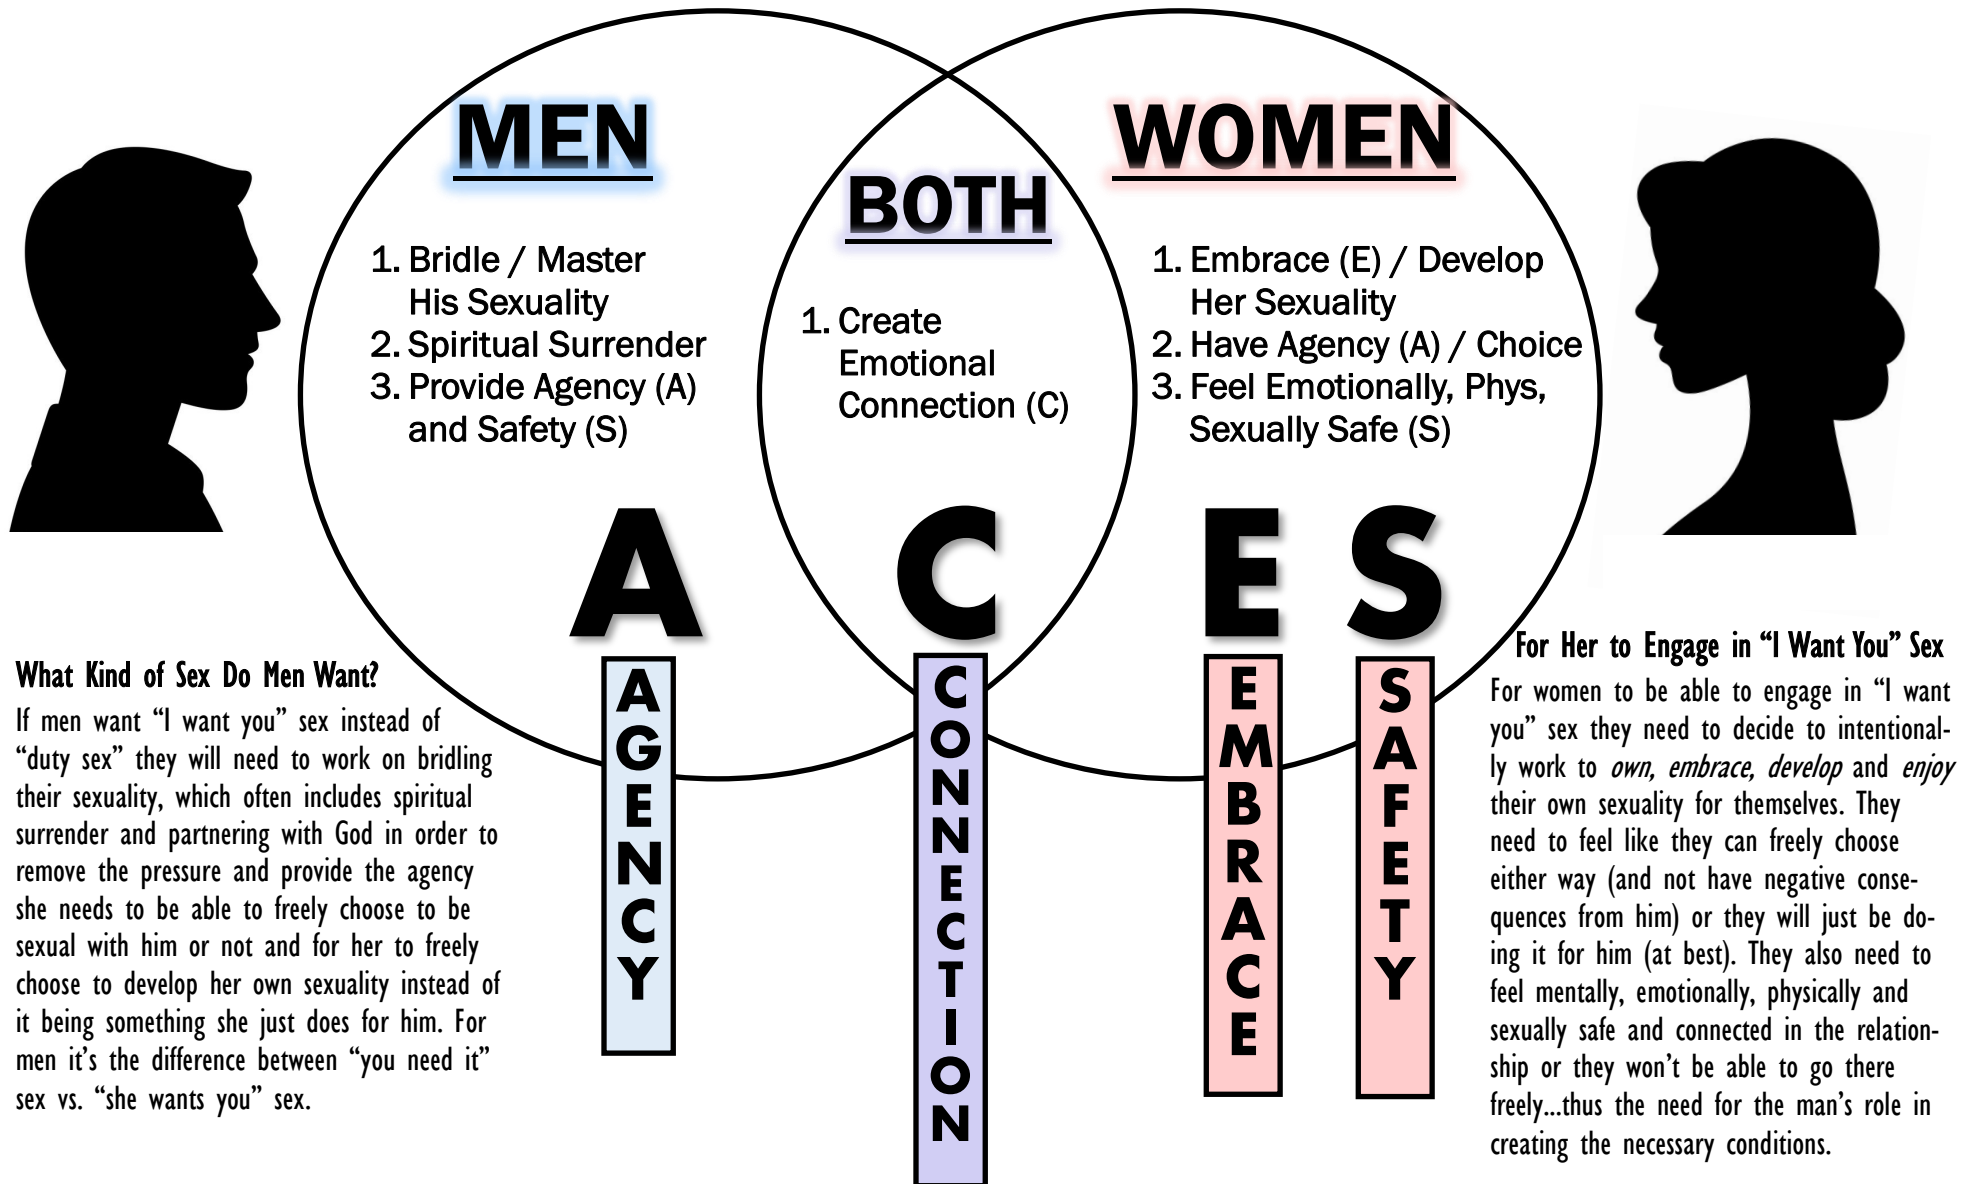 MEN
1. Bridle / Master
His Sexuality
2. Spiritual Surrender
3. Provide Agency (A)
and Safety (S)
BOTH
1. Create
Emotional
Connection (C)
WOMEN
1. Embrace (E) / Develop
Her Sexuality
2. Have Agency (A) / Choice
3. Feel Emotionally, Phys,
Sexually Safe (S)
A C E S
AGENCY
CONNECTION
EMBRACE
SAFETY
What Kind of Sex Do Men Want?
If men want “I want you” sex instead of
“duty sex” they will need to work on bridling
their sexuality, which often includes spiritual
surrender and partnering with God in order to
remove the pressure and provide the agency
she needs to be able to freely choose to be
sexual with him or not and for her to freely
choose to develop her own sexuality instead of
it being something she just does for him. For
men it’s the difference between “you need it”
sex vs. “she wants you” sex.
For Her to Engage in “I Want You” Sex
For women to be able to engage in “I want
you” sex they need to decide to intentional-
ly work to own, embrace, develop and enjoy
their own sexuality for themselves. They
need to feel like they can freely choose
either way (and not have negative conse-
quences from him) or they will just be do-
ing it for him (at best). They also need to
feel mentally, emotionally, physically and
sexually safe and connected in the relation-
ship or they won’t be able to go there
freely...thus the need for the man’s role in
creating the necessary conditions.